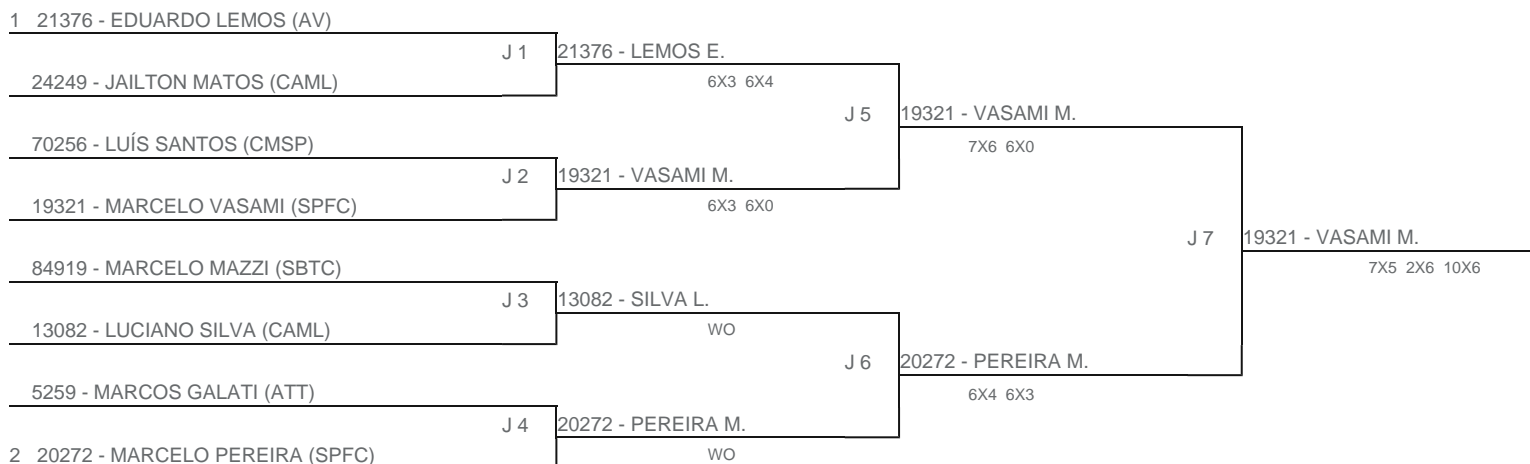 1 21376 - EDUARDO LEMOS (AV)
J 1 21376 - LEMOS E.
24249 - JAILTON MATOS (CAML) 6X3 6X4
J 5 19321 - VASAMI M.
70256 - LUÍS SANTOS (CMSP) 7X6 6X0
J 2 19321 - VASAMI M.
19321 - MARCELO VASAMI (SPFC) 6X3 6X0
J 7 19321 - VASAMI M.
84919 - MARCELO MAZZI (SBTC) 7X5 2X6 10X6
J 3 13082 - SILVA L.
13082 - LUCIANO SILVA (CAML) WO
J 6 20272 - PEREIRA M.
5259 - MARCOS GALATI (ATT) 6X4 6X3
J 4 20272 - PEREIRA M.
2 20272 - MARCELO PEREIRA (SPFC) WO